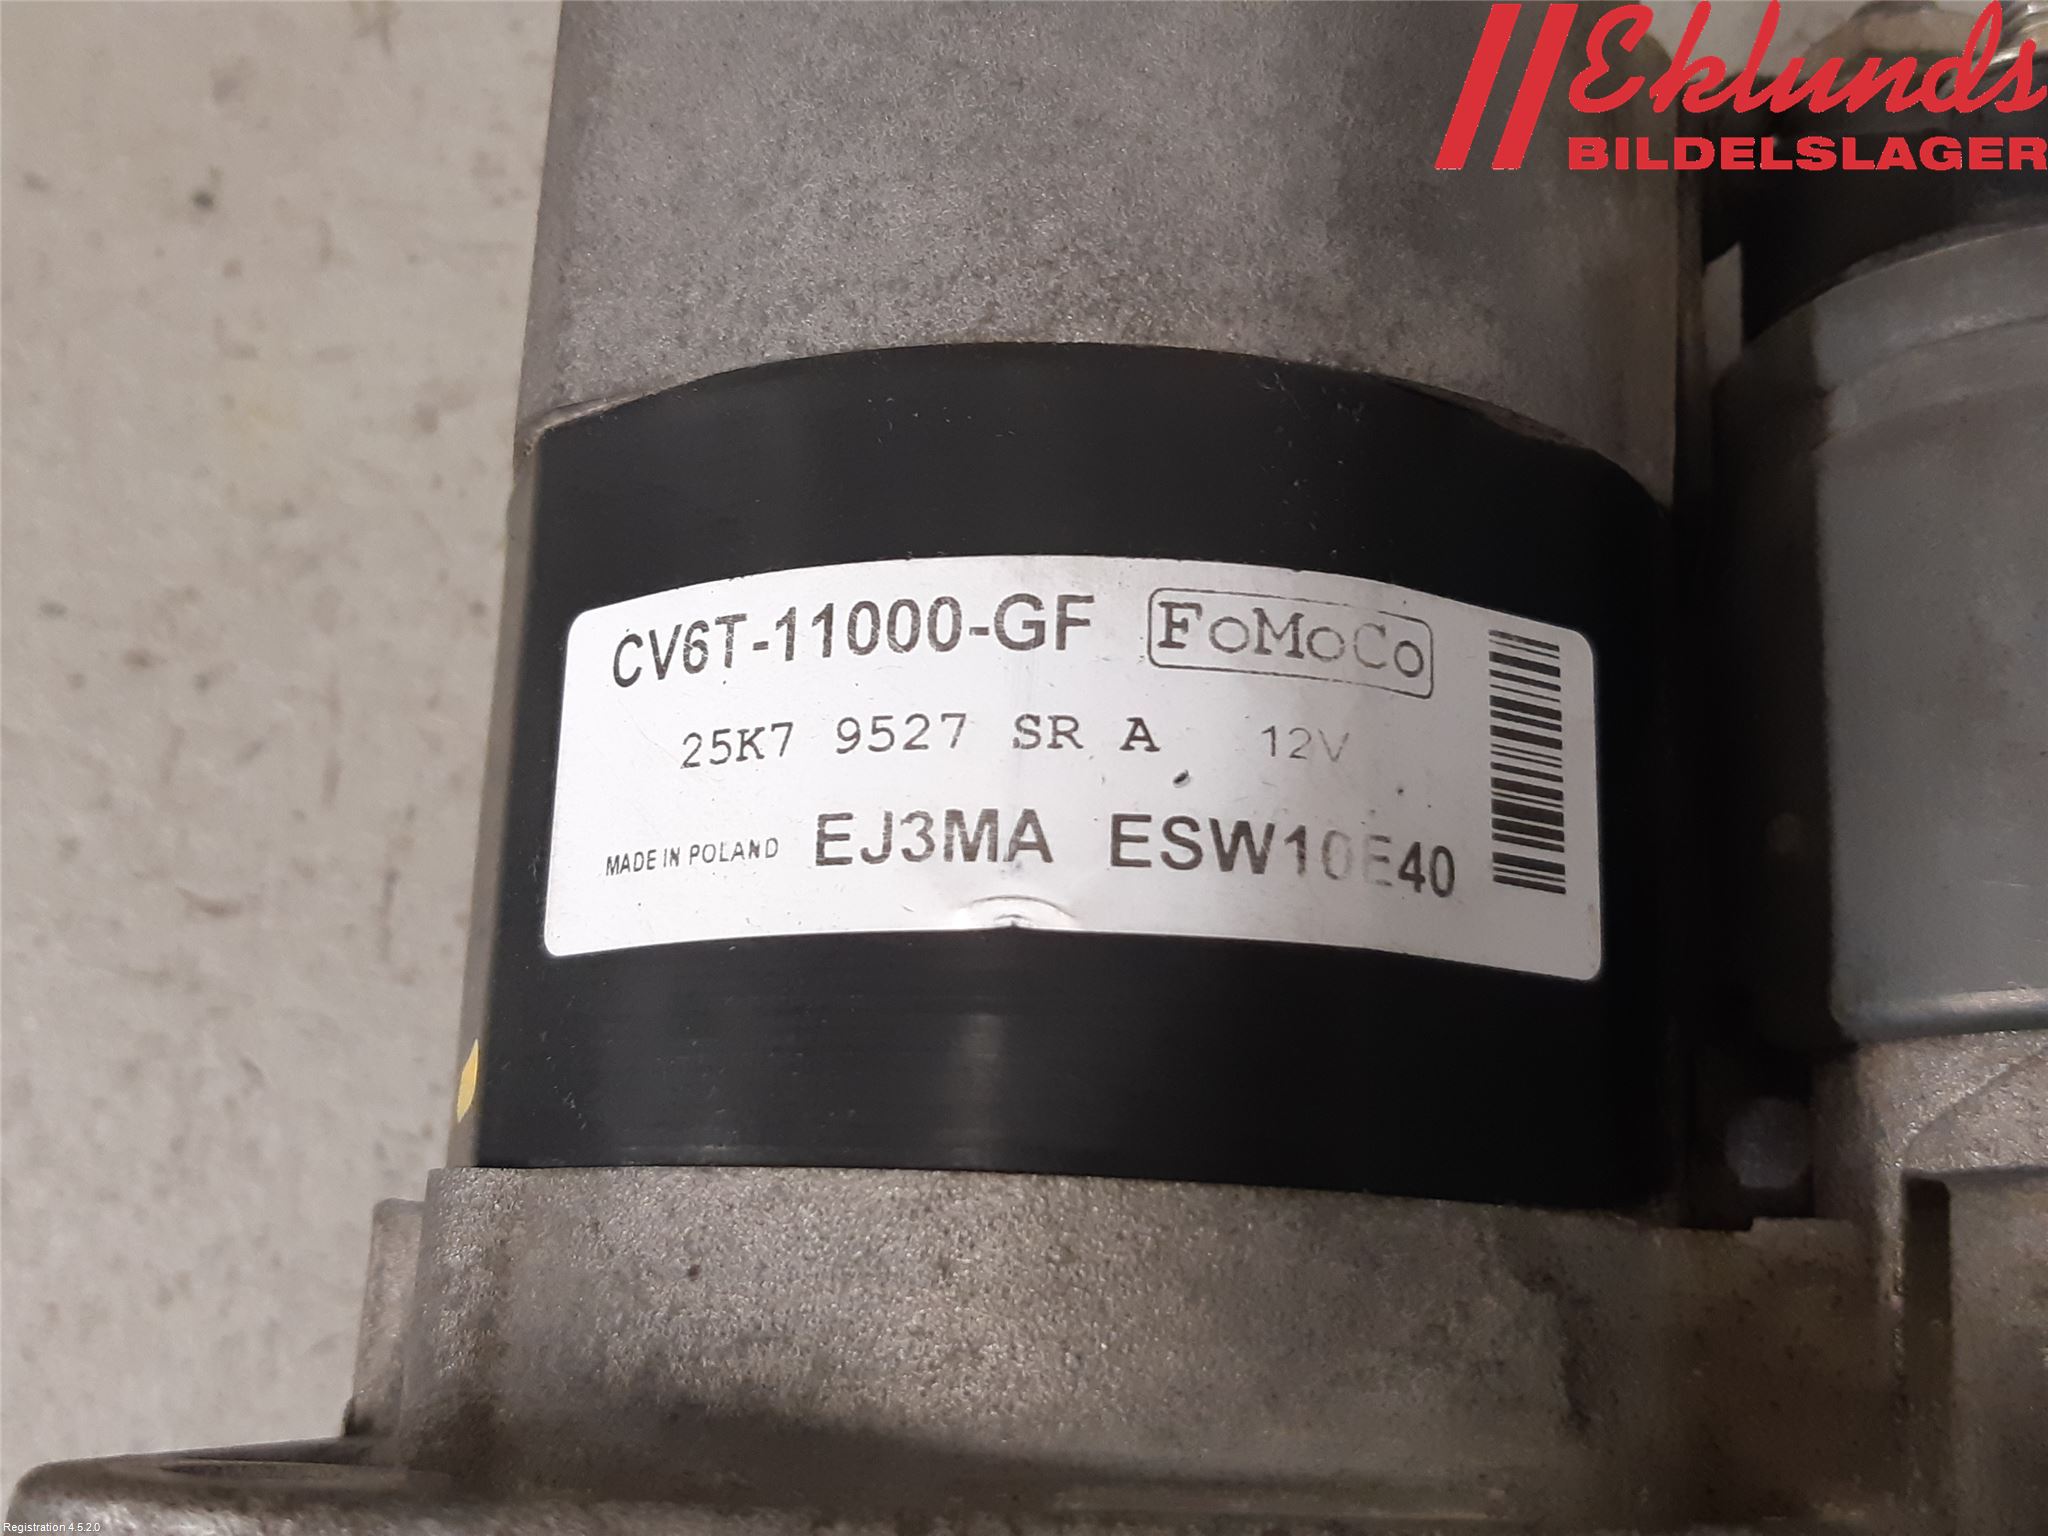 Eklunds
BILDELSLAGER
CV6T-11000-GF FoMoCo
25K7 9527 SR A 12V
MADE IN POLAND EJ3MA ESW10E40
Registration 4.5.2.0